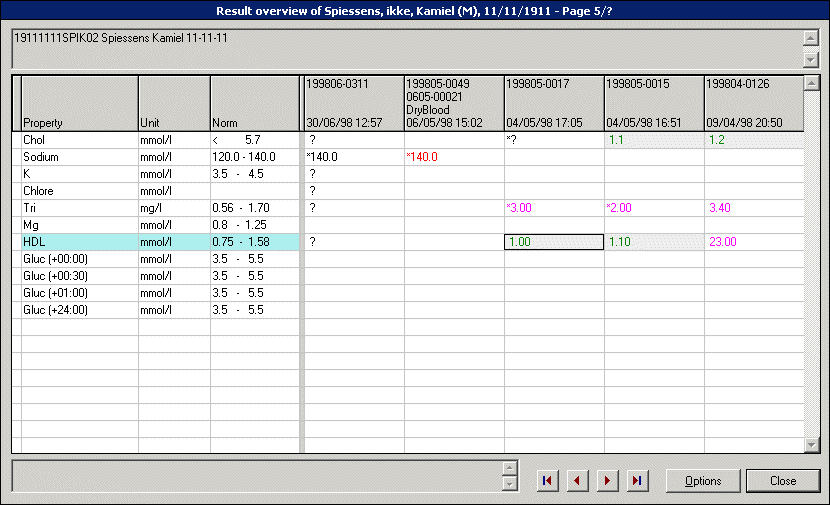 Result overview of Spiessens, ikke, Kamiel (M), 11/11/1911 - Page 5/?
19111111SPIK02 Spiessens Kamiel 11-11-11
199806-0311 199805-0049 199805-0017 199805-0015 199804-0126
0605-00021
DryBlood
Property Unit Norm 30/06/98 12:57 06/05/98 15:02 04/05/98 17:05 04/05/98 16:51 09/04/98 20:50
Chol mmol/l < 5.7 ? *? 1.1 1.2
Sodium mmol/l 120.0 - 140.0 *140.0 *140.0
K mmol/l 3.5 - 4.5 ?
Chlore mmol/l ?
Tri mg/l 0.56 - 1.70 ? *3.00 *2.00 3.40
Mg mmol/l 0.8 - 1.25
HDL mmol/l 0.75 - 1.58 ? 1.00 1.10 23.00
Gluc (+00:00) mmol/l 3.5 - 5.5
Gluc (+00:30) mmol/l 3.5 - 5.5
Gluc (+01:00) mmol/l 3.5 - 5.5
Gluc (+24:00) mmol/l 3.5 - 5.5
Options Close